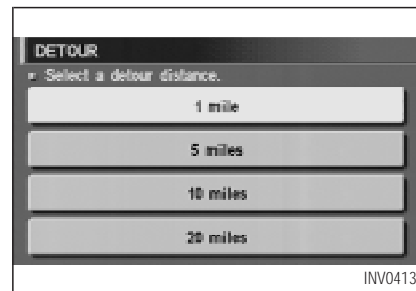 DETOUR
Select a detour distance.
1 mile
5 miles
10 miles
20 miles
INV0413